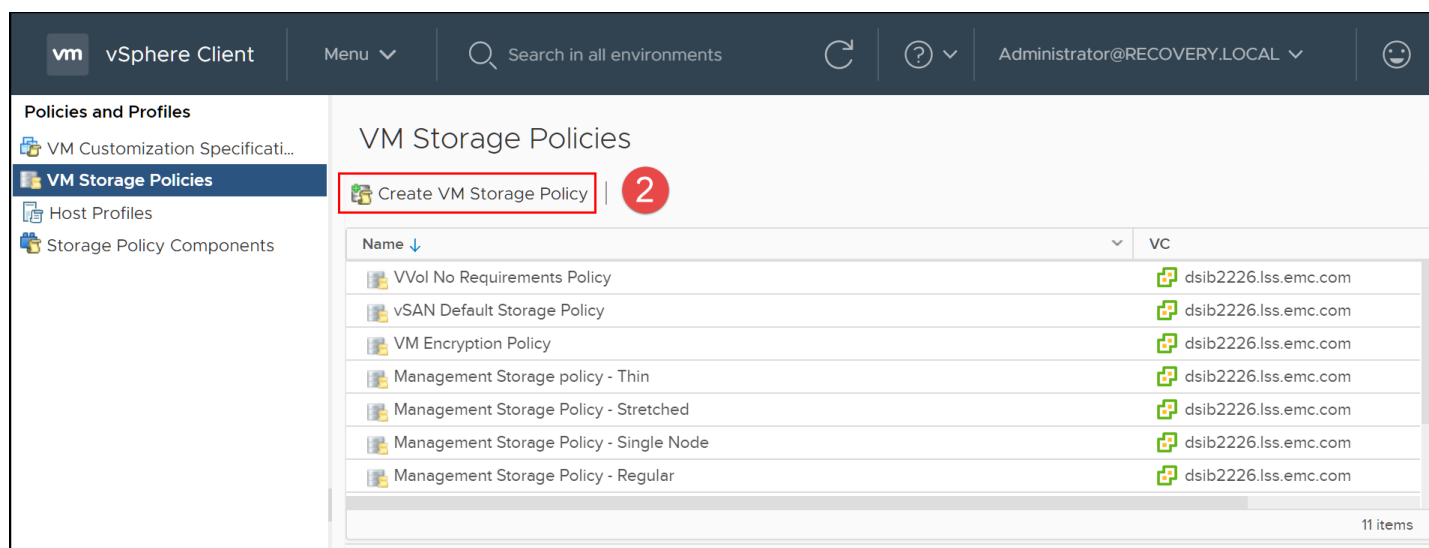 vm vSphere Client Menu Search in all environments ? Administrator@RECOVERY.LOCAL
Policies and Profiles
VM Customization Specificati...
VM Storage Policies
Host Profiles
Storage Policy Components
VM Storage Policies
Create VM Storage Policy 2
Name VC
VVol No Requirements Policy dsib2226.lss.emc.com
vSAN Default Storage Policy dsib2226.lss.emc.com
VM Encryption Policy dsib2226.lss.emc.com
Management Storage policy - Thin dsib2226.lss.emc.com
Management Storage Policy - Stretched dsib2226.lss.emc.com
Management Storage Policy - Single Node dsib2226.lss.emc.com
Management Storage Policy - Regular dsib2226.lss.emc.com
11 items